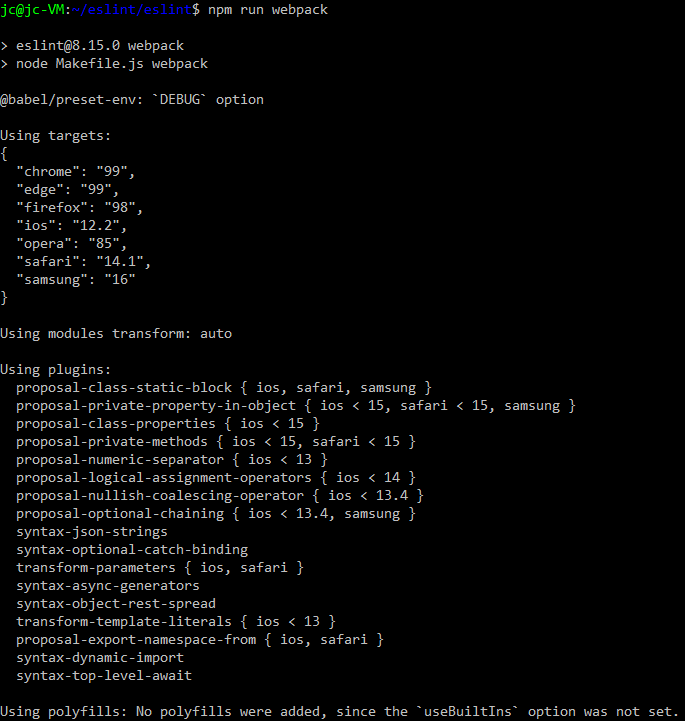 jc@jc-VM:~/eslint/eslint$ npm run webpack
> eslint@8.15.0 webpack
> node Makefile.js webpack
@babel/preset-env: `DEBUG` option
Using targets:
{
  "chrome": "99",
  "edge": "99",
  "firefox": "98",
  "ios": "12.2",
  "opera": "85",
  "safari": "14.1",
  "samsung": "16"
}
Using modules transform: auto
Using plugins:
  proposal-class-static-block { ios, safari, samsung }
  proposal-private-property-in-object { ios < 15, safari < 15, samsung }
  proposal-class-properties { ios < 15 }
  proposal-private-methods { ios < 15, safari < 15 }
  proposal-numeric-separator { ios < 13 }
  proposal-logical-assignment-operators { ios < 14 }
  proposal-nullish-coalescing-operator { ios < 13.4 }
  proposal-optional-chaining { ios < 13.4, samsung }
  syntax-json-strings
  syntax-optional-catch-binding
  transform-parameters { ios, safari }
  syntax-async-generators
  syntax-object-rest-spread
  transform-template-literals { ios < 13 }
  proposal-export-namespace-from { ios, safari }
  syntax-dynamic-import
  syntax-top-level-await
Using polyfills: No polyfills were added, since the `useBuiltIns` option was not set.